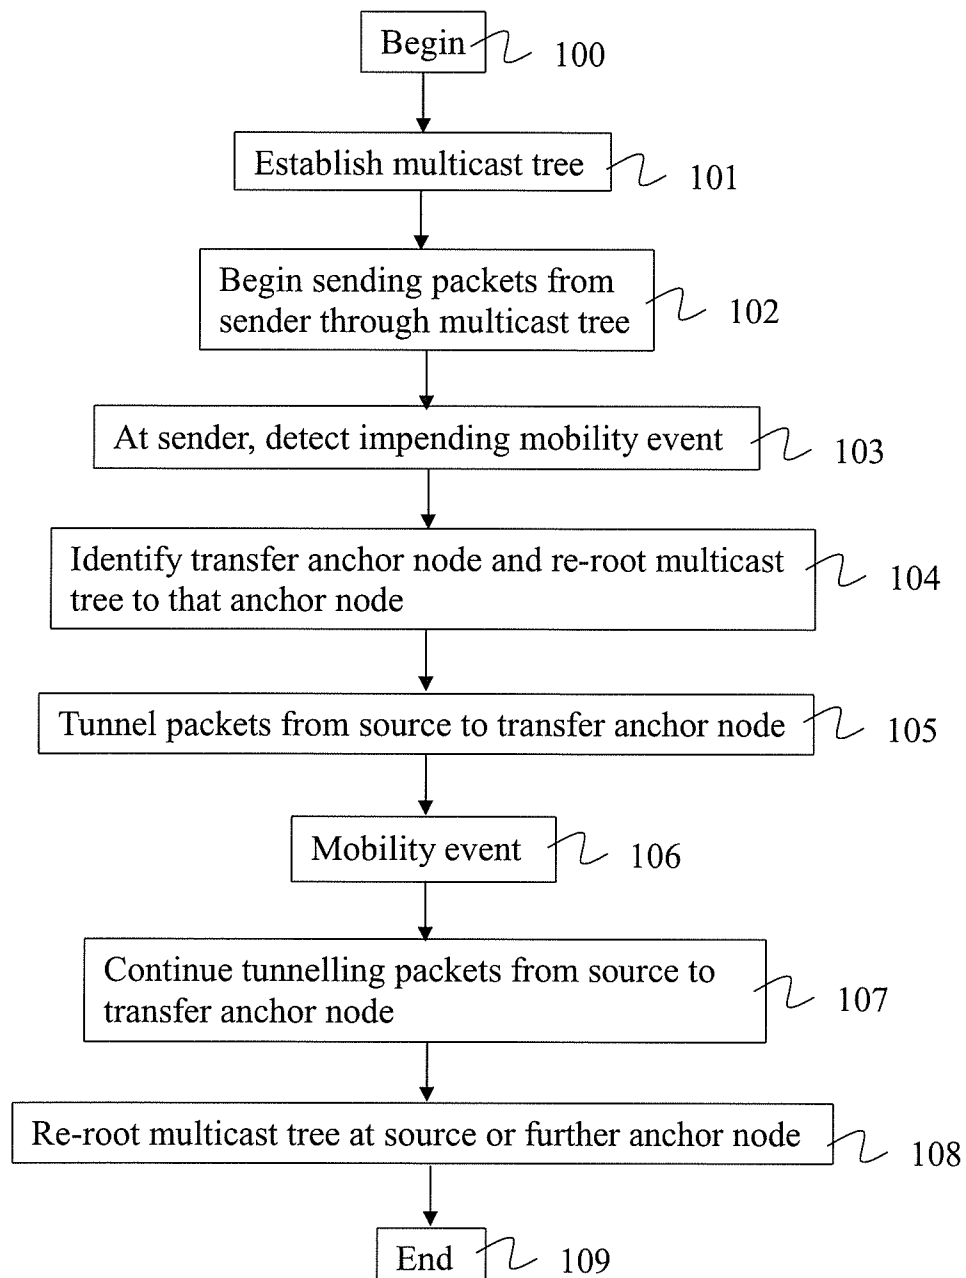 Begin
100
Establish multicast tree
101
Begin sending packets from
sender through multicast tree
102
At sender, detect impending mobility event
103
Identify transfer anchor node and re-root multicast
tree to that anchor node
104
Tunnel packets from source to transfer anchor node
105
Mobility event
106
Continue tunnelling packets from source to
transfer anchor node
107
Re-root multicast tree at source or further anchor node
108
End
109